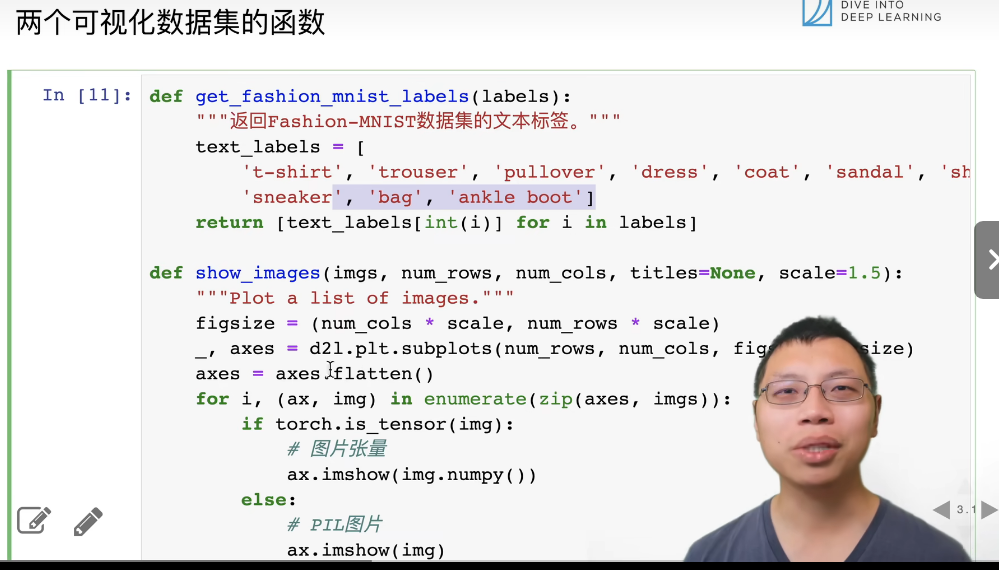 两个可视化数据集的函数
DIVE INTO
DEEP LEARNING
In [11]:
def get_fashion_mnist_labels(labels):
"""返回Fashion-MNIST数据集的文本标签。"""
text_labels = [
't-shirt', 'trouser', 'pullover', 'dress', 'coat', 'sandal', 'sh
'sneaker', 'bag', 'ankle boot']
return [text_labels[int(i)] for i in labels]
def show_images(imgs, num_rows, num_cols, titles=None, scale=1.5):
"""Plot a list of images."""
figsize = (num_cols * scale, num_rows * scale)
_, axes = d2l.plt.subplots(num_rows, num_cols, fig size)
axes = axes.flatten()
for i, (ax, img) in enumerate(zip(axes, imgs)):
if torch.is_tensor(img):
# 图片张量
ax.imshow(img.numpy())
else:
# PIL图片
ax.imshow(img)
3.1